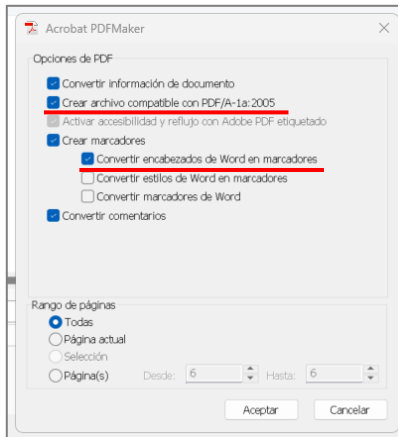 Acrobat PDFMaker
Opciones de PDF
Convertir información de documento
Crear archivo compatible con PDF/A-1a:2005
Activar accesibilidad y reflujo con Adobe PDF etiquetado
Crear marcadores
Convertir encabezados de Word en marcadores
Convertir estilos de Word en marcadores
Convertir marcadores de Word
Convertir comentarios
Rango de páginas
Todas
Página actual
Selección
Página(s) Desde: 6 Hasta: 6
Aceptar Cancelar